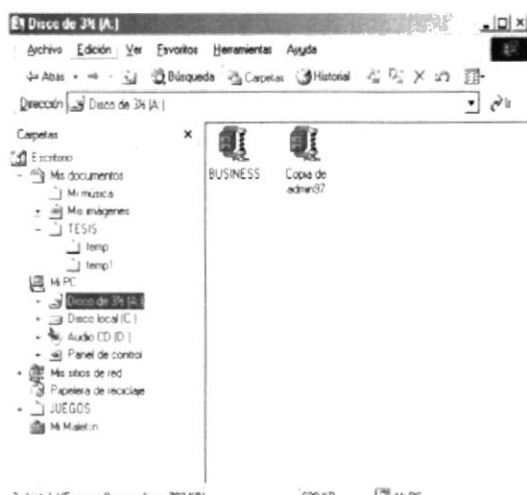 Disco de 3½ (A:)
Archivo Edición Ver Favoritos Herramientas Ayuda
Atrás Búsqueda Carpetas Historial
Dirección Disco de 3½ (A:) Ir
Carpetas
Escritorio
Mis documentos
Mi música
Mis imágenes
TESIS
temp
temp1
Mi PC
Disco de 3½ (A:)
Disco local (C:)
Audio CD (D:)
Panel de control
Mis sitios de red
Papelera de reciclaje
JUEGOS
Mi Maletín
BUSINESS
Copia de
admin97
Mi PC